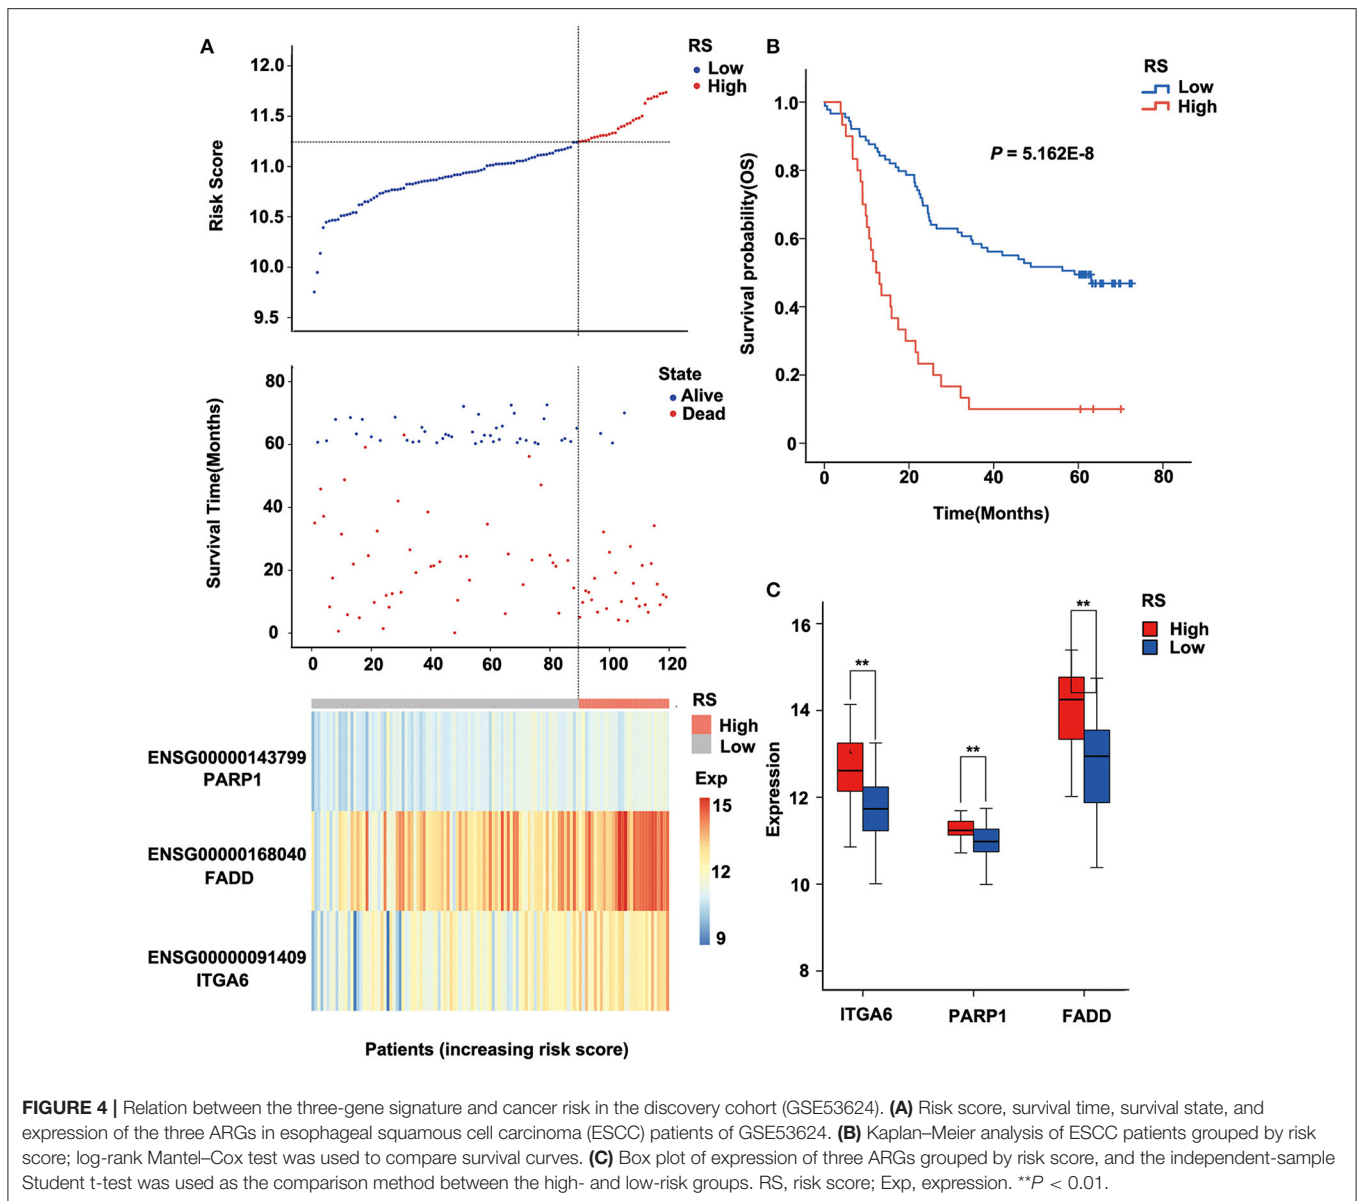 A
RS
Low
High
12.0
11.5
11.0
10.5
10.0
9.5
Risk Score
State
Alive
Dead
80
60
40
20
0
Survival Time(Months)
0 20 40 60 80 100 120
RS
High
Low
ENSG00000143799
PARP1
ENSG00000168040
FADD
ENSG00000091409
ITGA6
Exp
15
12
9
Patients (increasing risk score)
B
RS
Low
High
P = 5.162E-8
1.0
0.8
0.6
0.4
0.2
0
Survival probability(OS)
0 20 40 60 80
Time(Months)
C
RS
High
Low
16
14
12
10
8
Expression
**
**
**
ITGA6 PARP1 FADD
FIGURE 4 | Relation between the three-gene signature and cancer risk in the discovery cohort (GSE53624). (A) Risk score, survival time, survival state, and
expression of the three ARGs in esophageal squamous cell carcinoma (ESCC) patients of GSE53624. (B) Kaplan–Meier analysis of ESCC patients grouped by risk
score; log-rank Mantel–Cox test was used to compare survival curves. (C) Box plot of expression of three ARGs grouped by risk score, and the independent-sample
Student t-test was used as the comparison method between the high- and low-risk groups. RS, risk score; Exp, expression. **P < 0.01.